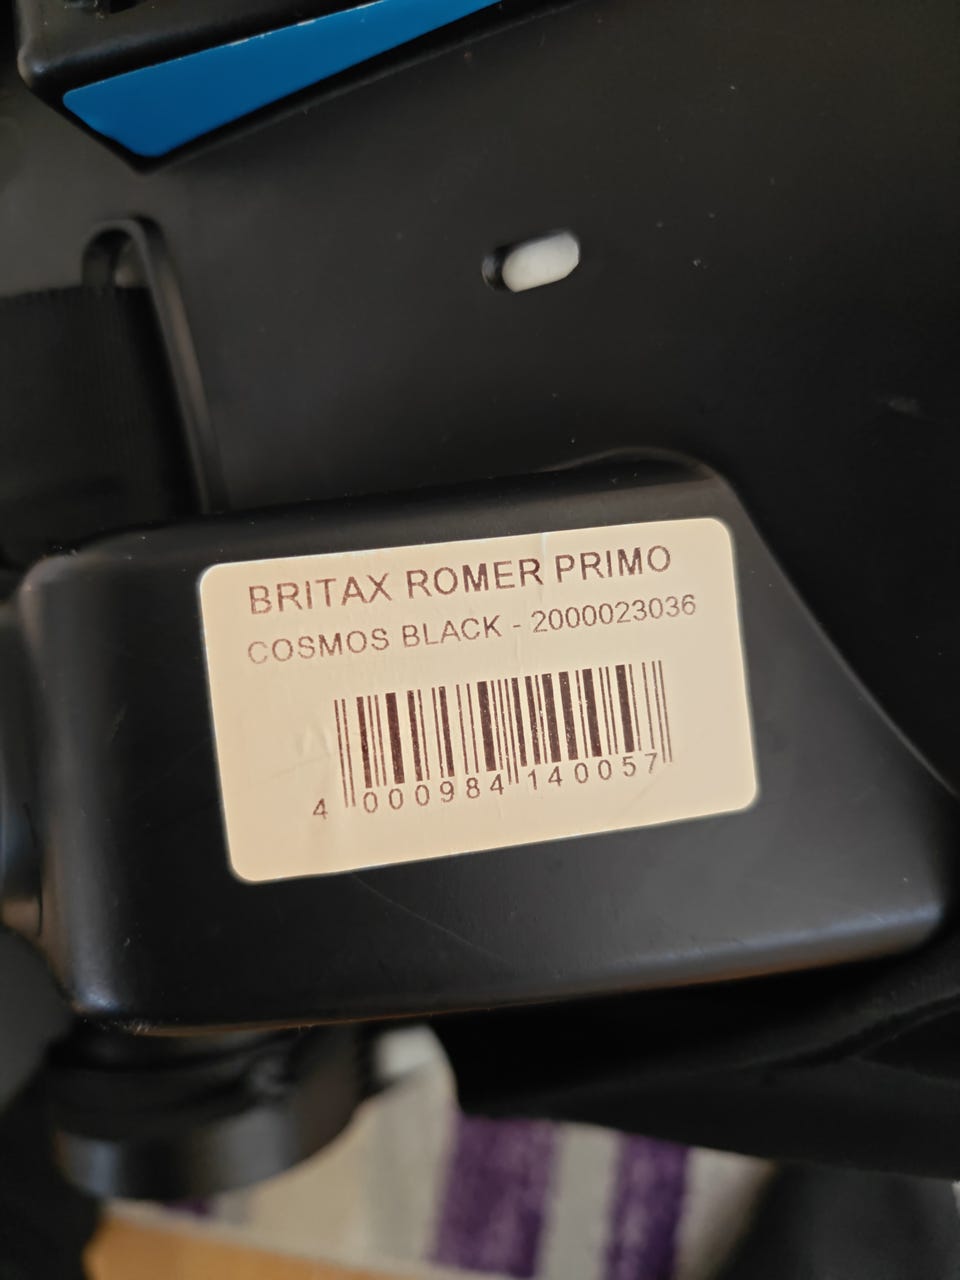 BRITAX ROMER PRIMO
COSMOS BLACK - 2000023036
4 000984 140057